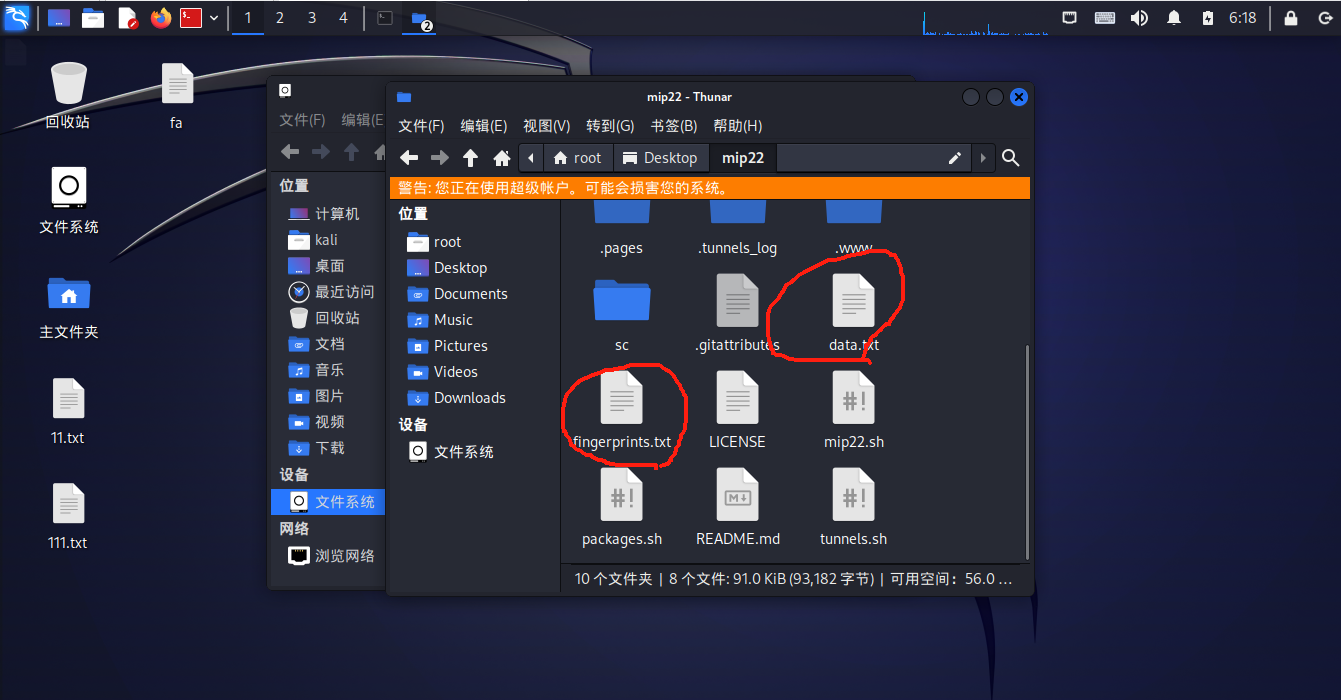 1 2 3 4
2
6:18
回收站
fa
文件系统
主文件夹
11.txt
111.txt
文件(F) 编辑(E
位置
计算机
kali
桌面
最近访问
回收站
文档
音乐
图片
视频
下载
设备
文件系统
网络
浏览网络
mip22 - Thunar
文件(F) 编辑(E) 视图(V) 转到(G) 书签(B) 帮助(H)
root Desktop mip22
警告: 您正在使用超级帐户。可能会损害您的系统。
位置
root
Desktop
Documents
Music
Pictures
Videos
Downloads
设备
文件系统
.pages .tunnels_log .www
sc .gitattributes data.txt
fingerprints.txt LICENSE mip22.sh
packages.sh README.md tunnels.sh
10 个文件夹 | 8 个文件: 91.0 KiB (93,182 字节) | 可用空间: 56.0 …